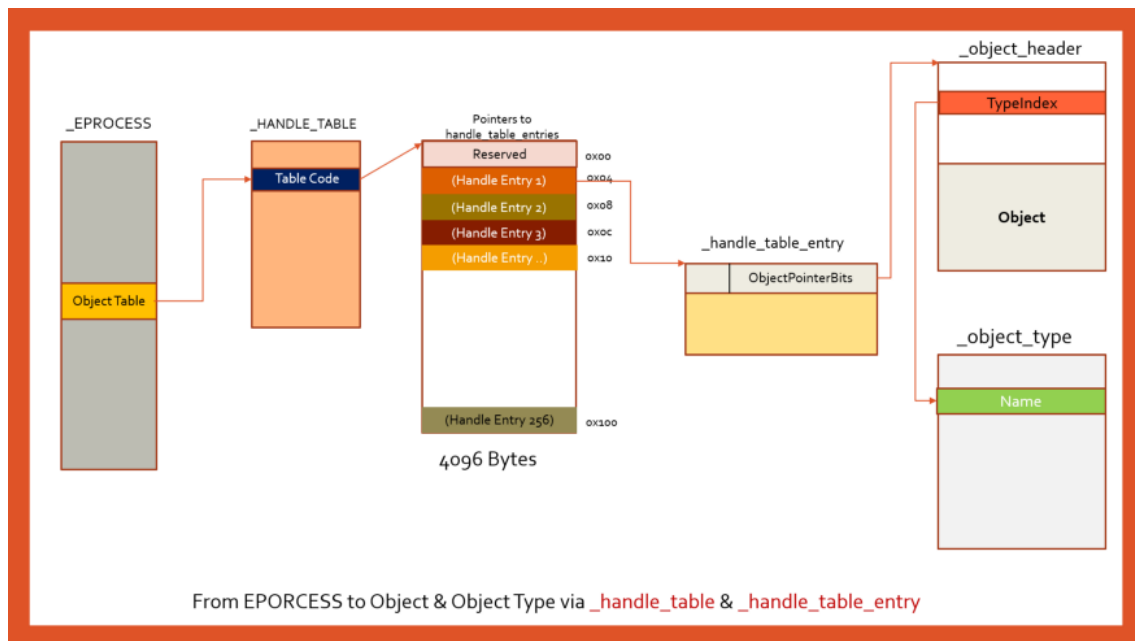 _EPROCESS
Object Table
_HANDLE_TABLE
Table Code
Pointers to
handle_table_entries
Reserved
0x00
(Handle Entry 1)
0x04
(Handle Entry 2)
0x08
(Handle Entry 3)
0x0c
(Handle Entry ..)
0x10
(Handle Entry 256)
0x100
4096 Bytes
_handle_table_entry
ObjectPointerBits
_object_header
TypeIndex
Object
_object_type
Name
From EPORCESS to Object & Object Type via _handle_table & _handle_table_entry